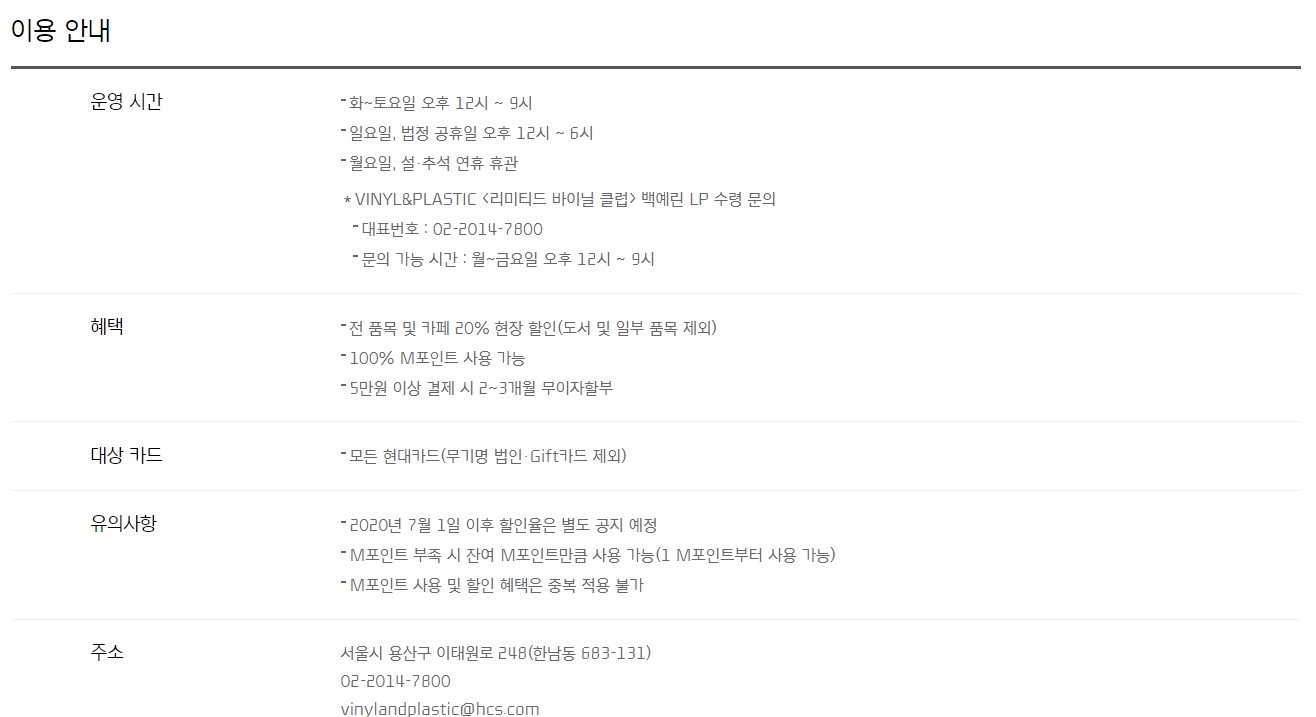 이용 안내
운영 시간
- 화~토요일 오후 12시 ~ 9시
- 일요일, 법정 공휴일 오후 12시 ~ 6시
- 월요일, 설·추석 연휴 휴관
* VINYL&PLASTIC <리미티드 바이닐 클럽> 백예린 LP 수령 문의
- 대표번호 : 02-2014-7800
- 문의 가능 시간 : 월~금요일 오후 12시 ~ 9시
혜택
- 전 품목 및 카페 20% 현장 할인(도서 및 일부 품목 제외)
- 100% M포인트 사용 가능
- 5만원 이상 결제 시 2~3개월 무이자할부
대상 카드
- 모든 현대카드(무기명 법인·Gift카드 제외)
유의사항
- 2020년 7월 1일 이후 할인율은 별도 공지 예정
- M포인트 부족 시 잔여 M포인트만큼 사용 가능(1 M포인트부터 사용 가능)
- M포인트 사용 및 할인 혜택은 중복 적용 불가
주소
서울시 용산구 이태원로 248(한남동 683-131)
02-2014-7800
vinylandplastic@hcs.com